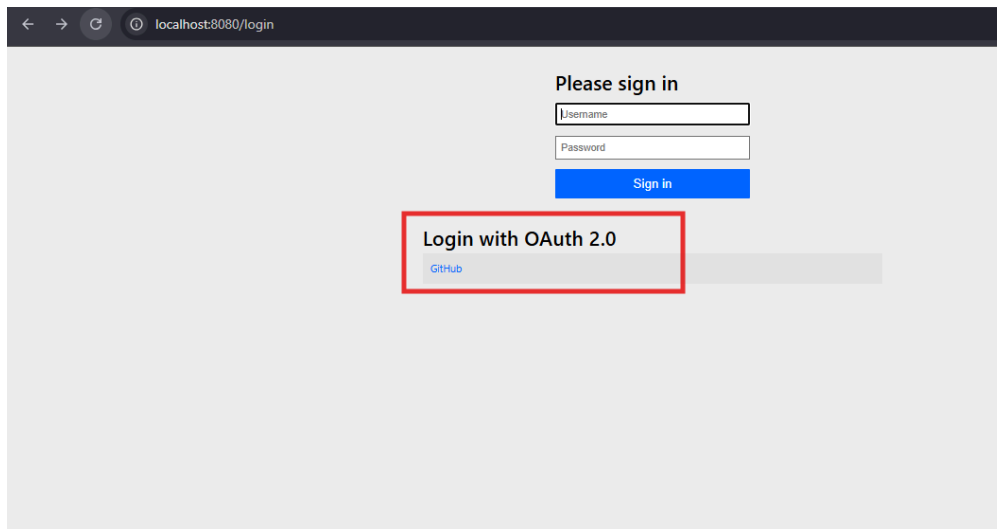 localhost:8080/login
Please sign in
Username
Password
Sign in
Login with OAuth 2.0
GitHub